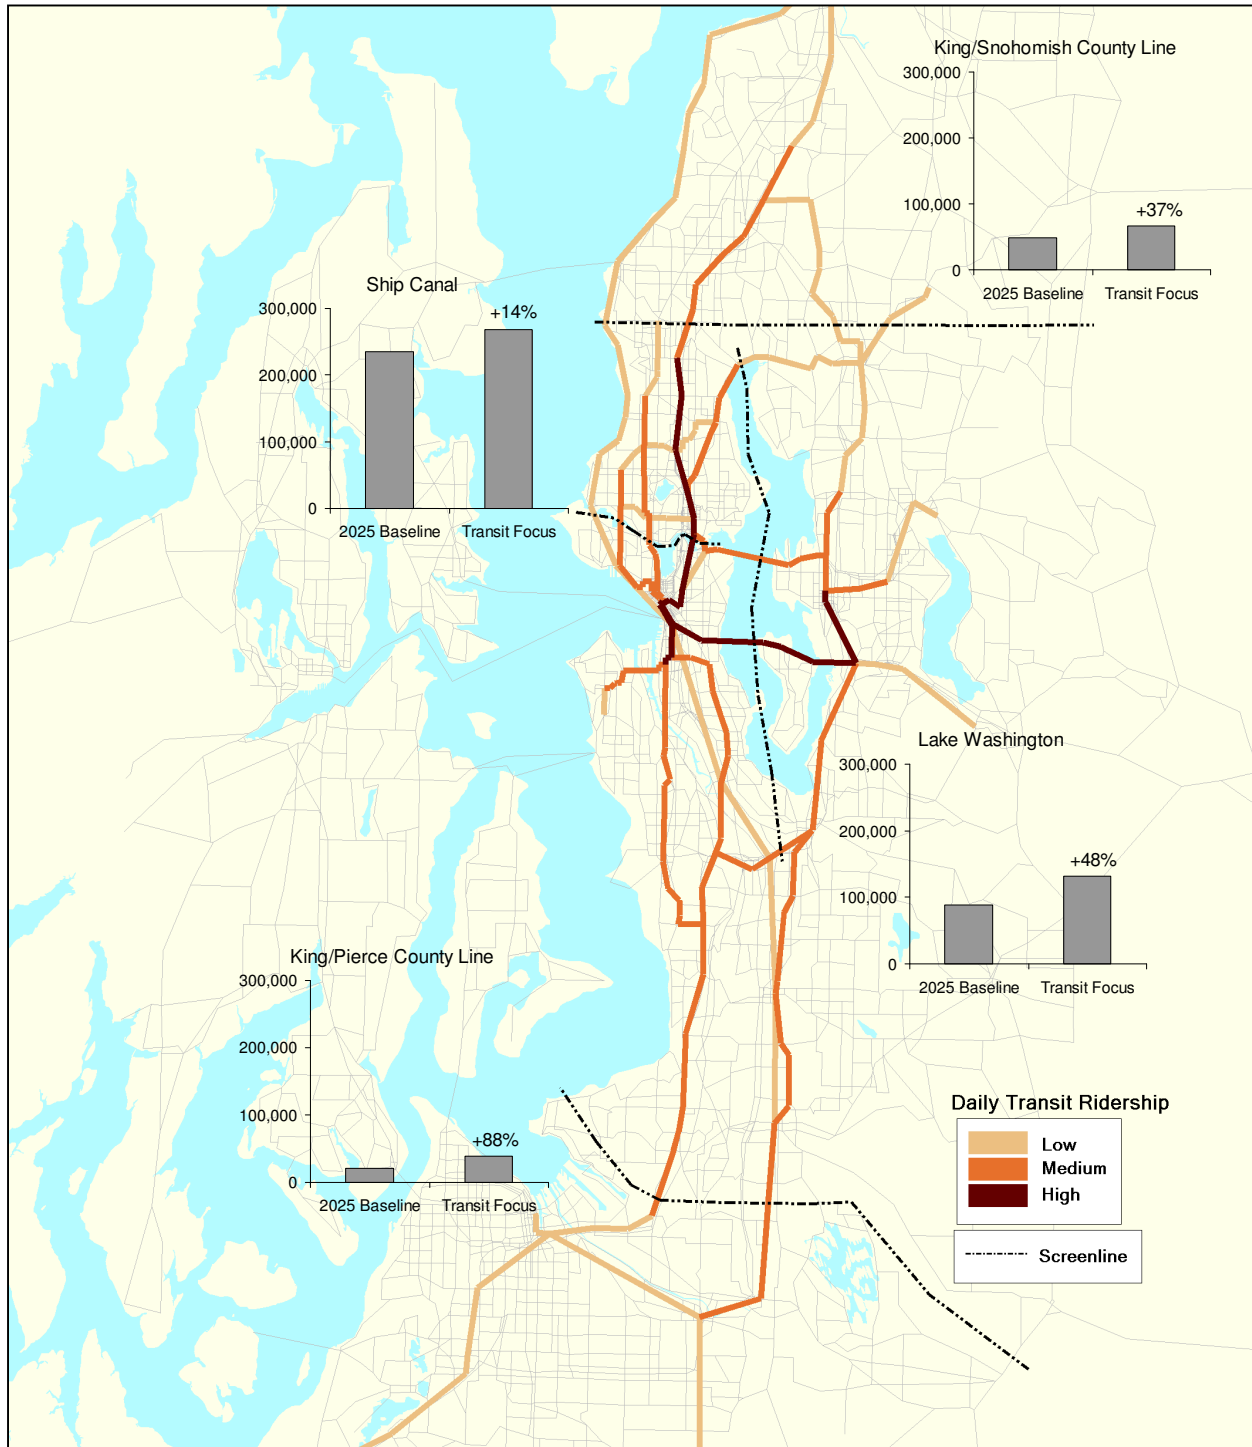 King/Snohomish County Line
300,000
200,000
100,000
0
+37%
2025 Baseline
Transit Focus
Ship Canal
300,000
200,000
100,000
0
+14%
2025 Baseline
Transit Focus
Lake Washington
300,000
200,000
100,000
0
+48%
2025 Baseline
Transit Focus
King/Pierce County Line
300,000
200,000
100,000
0
+88%
2025 Baseline
Transit Focus
Daily Transit Ridership
Low
Medium
High
Screenline